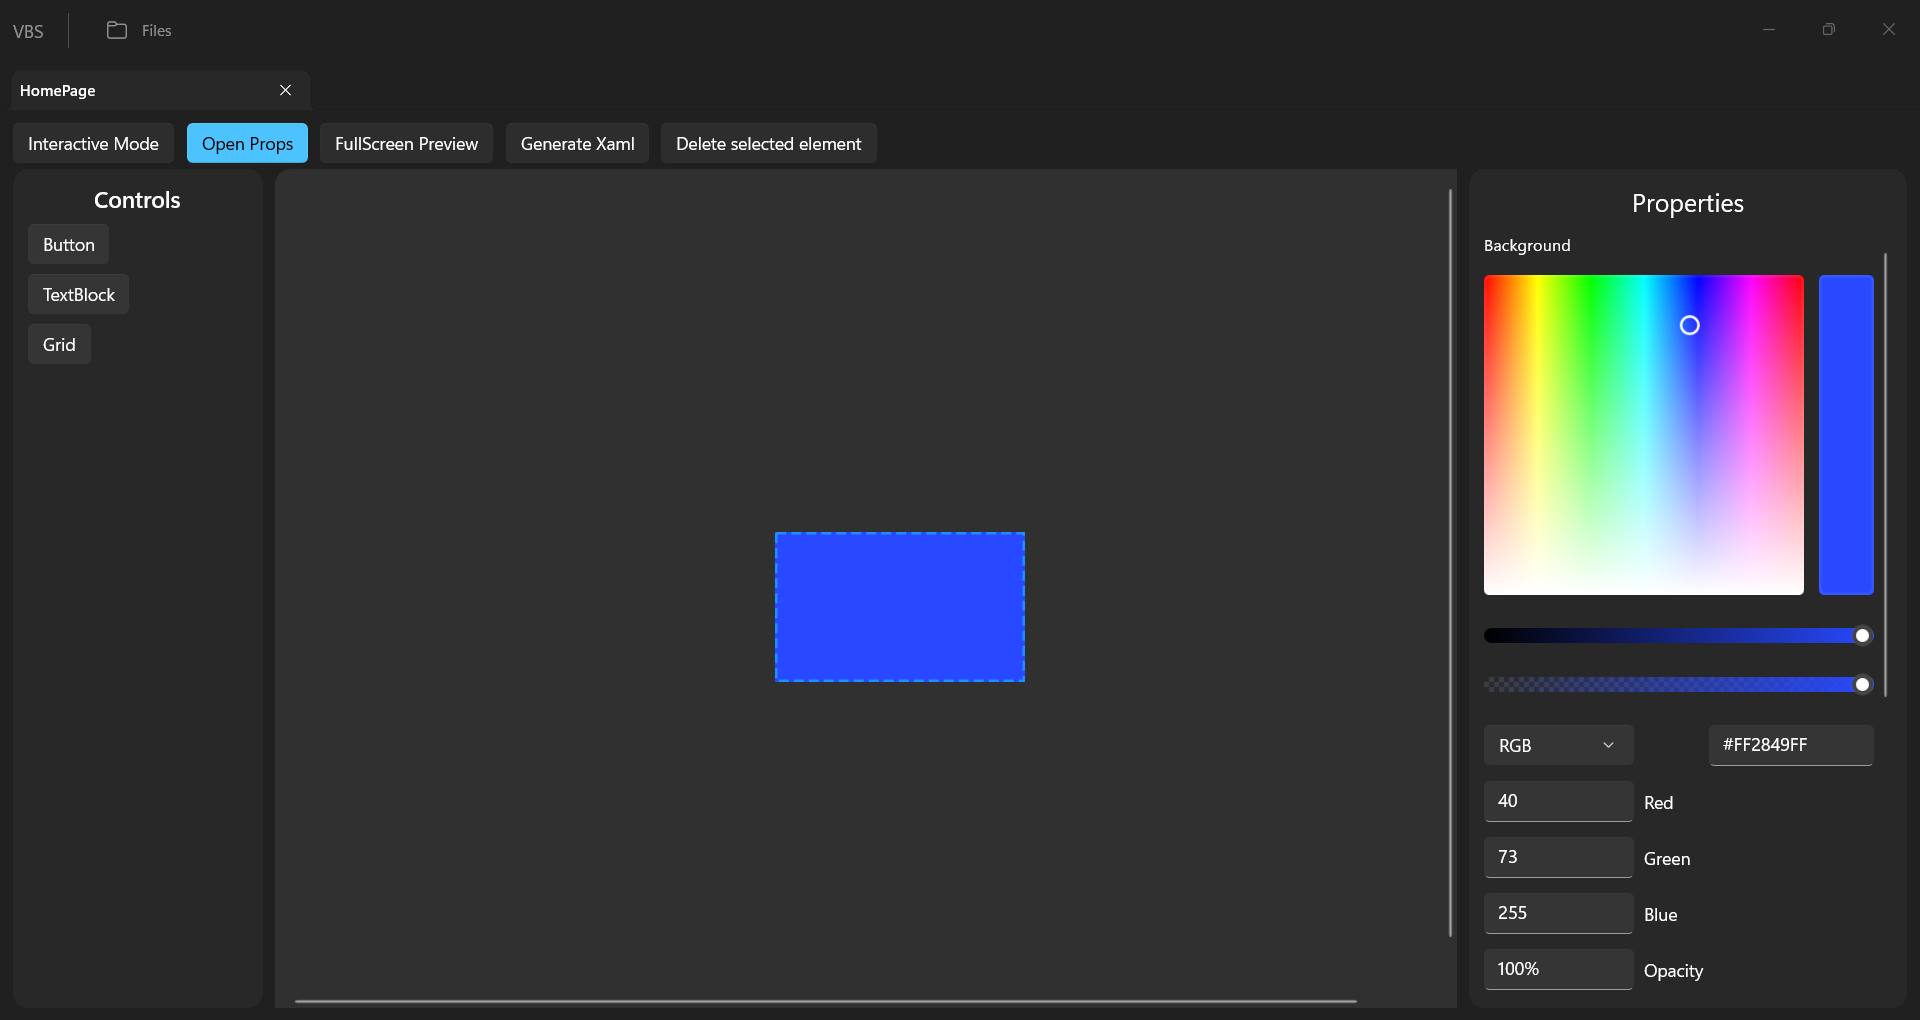 VBS
Files
HomePage
Interactive Mode
Open Props
FullScreen Preview
Generate Xaml
Delete selected element
Controls
Button
TextBlock
Grid
Properties
Background
RGB
#FF2849FF
40
Red
73
Green
255
Blue
100%
Opacity